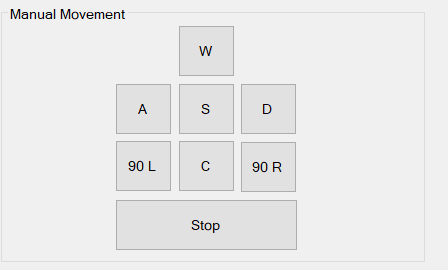 Manual Movement
W
A S D
90 L C 90 R
Stop